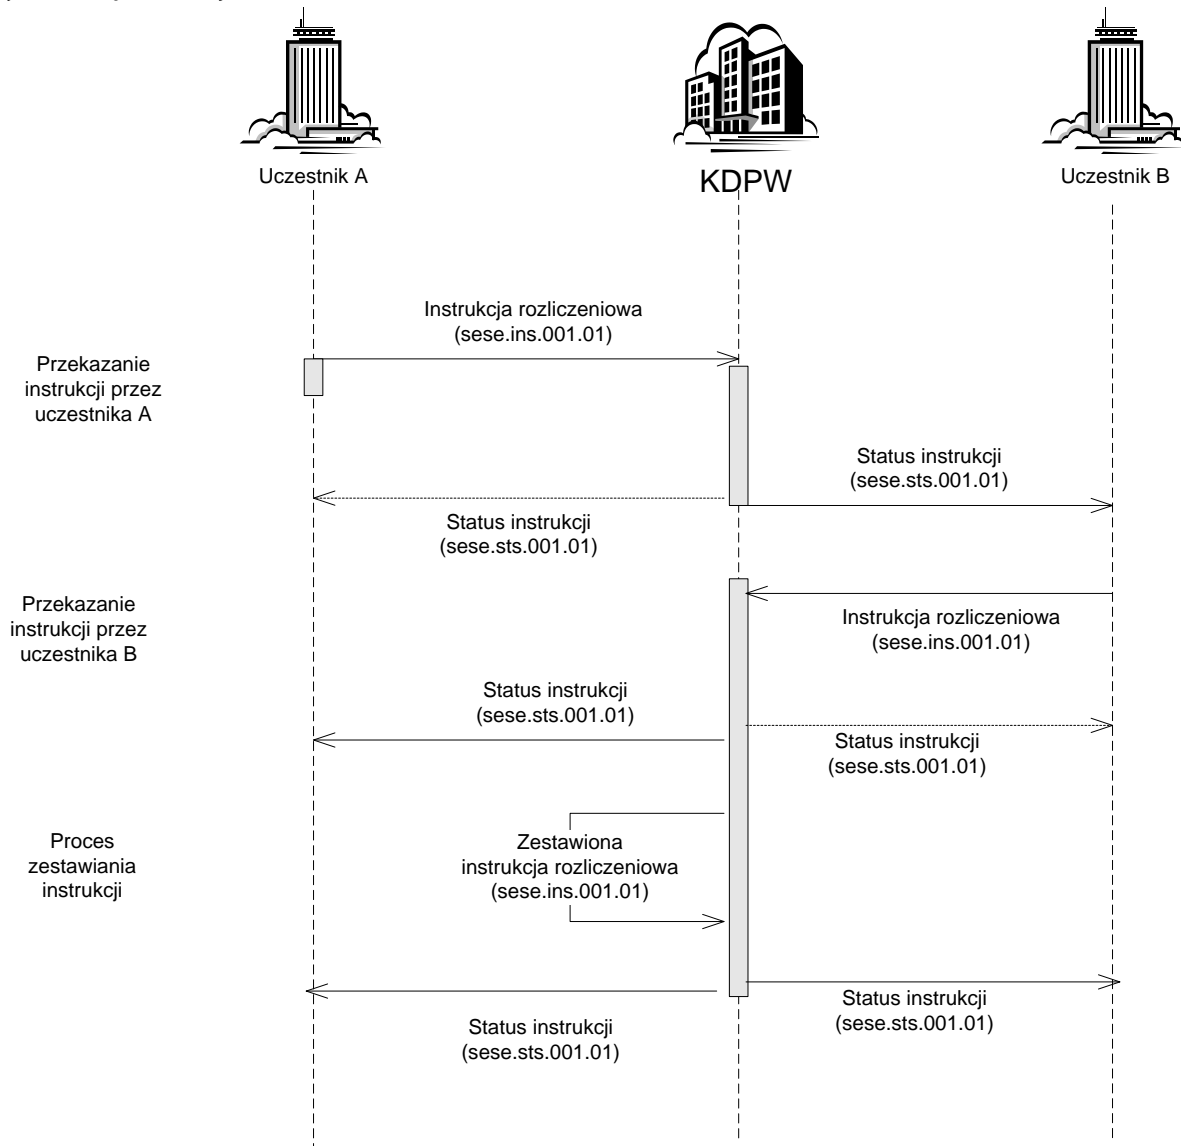 Uczestnik A
KDPW
Uczestnik B
Instrukcja rozliczeniowa
(sese.ins.001.01)
Przekazanie
instrukcji przez
uczestnika A
Status instrukcji
(sese.sts.001.01)
Status instrukcji
(sese.sts.001.01)
Przekazanie
instrukcji przez
uczestnika B
Instrukcja rozliczeniowa
(sese.ins.001.01)
Status instrukcji
(sese.sts.001.01)
Status instrukcji
(sese.sts.001.01)
Proces
zestawiania
instrukcji
Zestawiona
instrukcja rozliczeniowa
(sese.ins.001.01)
Status instrukcji
(sese.sts.001.01)
Status instrukcji
(sese.sts.001.01)